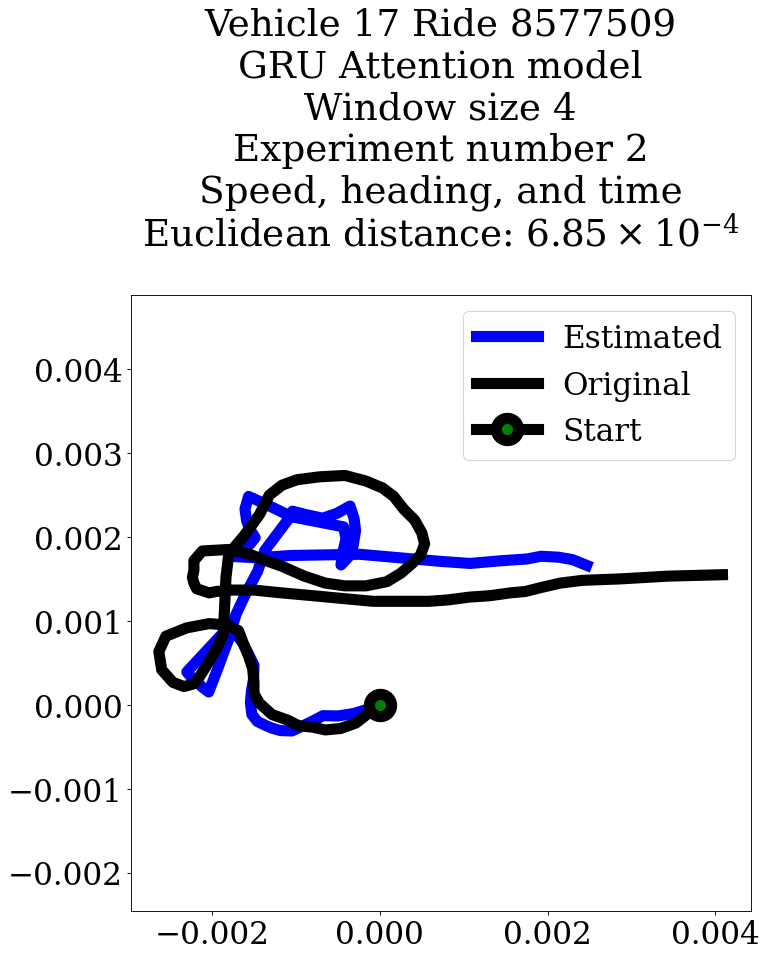 Vehicle 17 Ride 8577509
GRU Attention model
Window size 4
Experiment number 2
Speed, heading, and time
Euclidean distance: 6.85 × 10⁻⁴
Estimated
Original
Start
0.004
0.003
0.002
0.001
0.000
−0.001
−0.002
−0.002 0.000 0.002 0.004